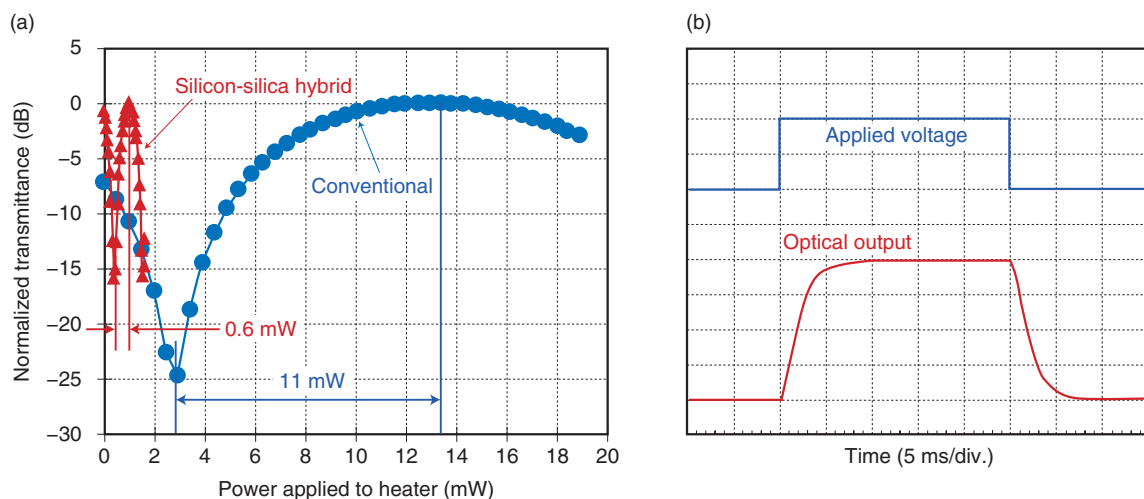 (a)
Normalized transmittance (dB)
5
0
−5
−10
−15
−20
−25
−30
Silicon-silica hybrid
Conventional
0.6 mW
11 mW
0 2 4 6 8 10 12 14 16 18 20
Power applied to heater (mW)
(b)
Applied voltage
Optical output
Time (5 ms/div.)